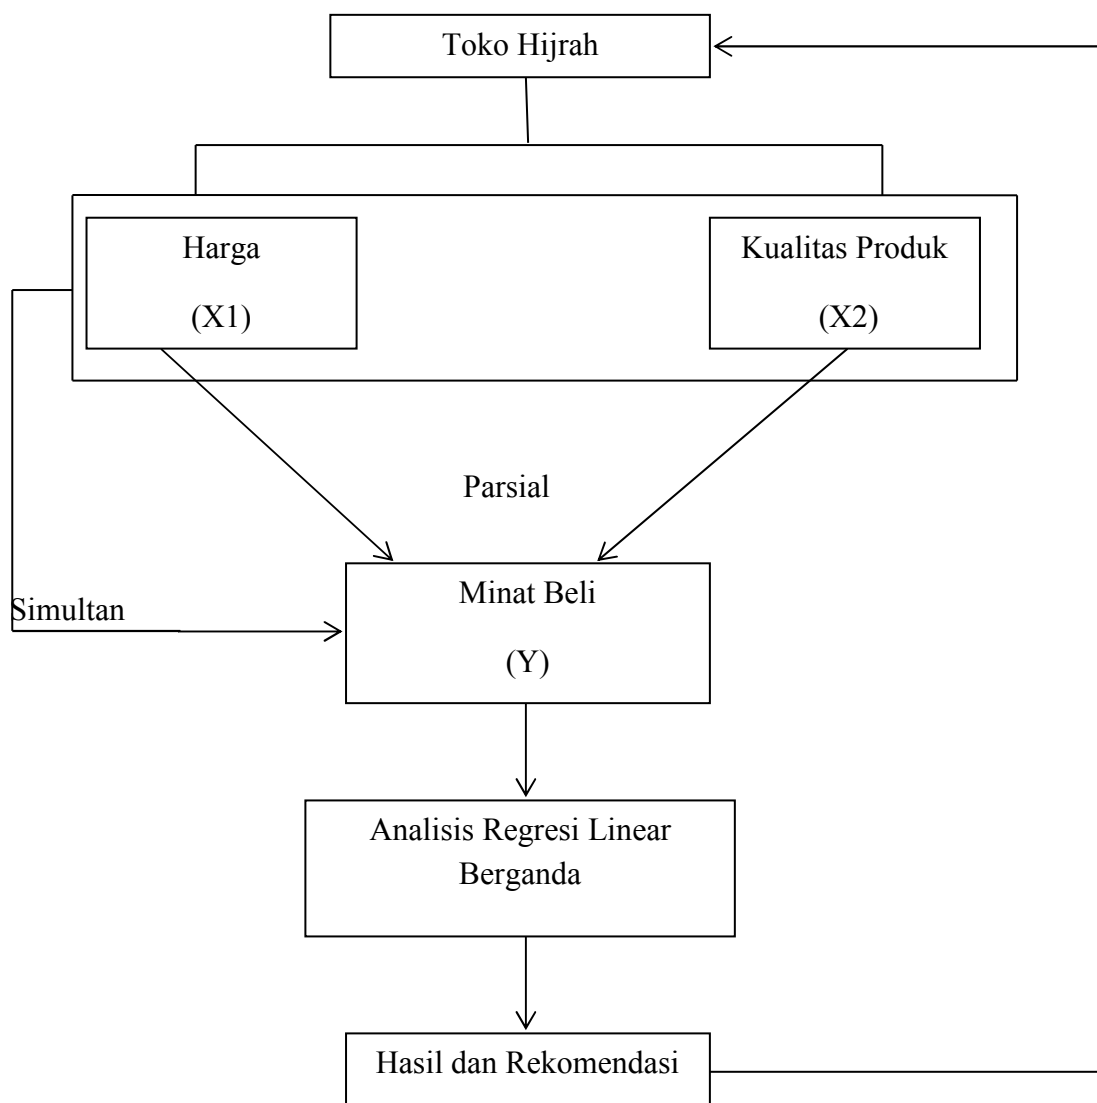 Toko Hijrah
Harga
(X1)
Kualitas Produk
(X2)
Parsial
Minat Beli
(Y)
Simultan
Analisis Regresi Linear
Berganda
Hasil dan Rekomendasi